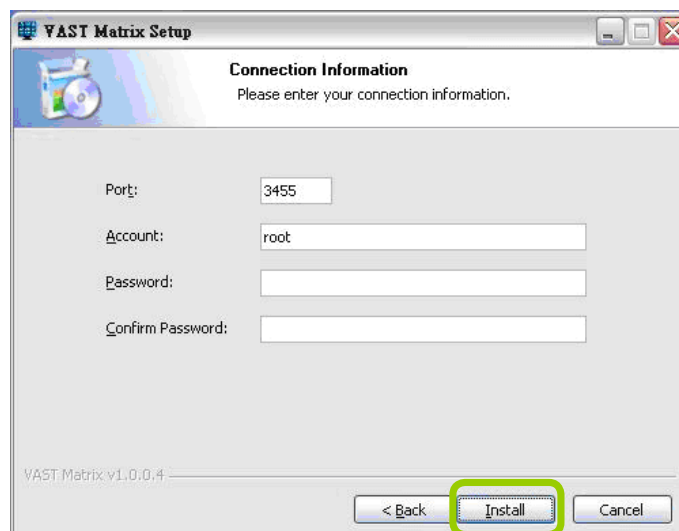 VAST Matrix Setup
Connection Information
Please enter your connection information.
Port: 3455
Account: root
Password:
Confirm Password:
VAST Matrix v1.0.0.4
< Back Install Cancel